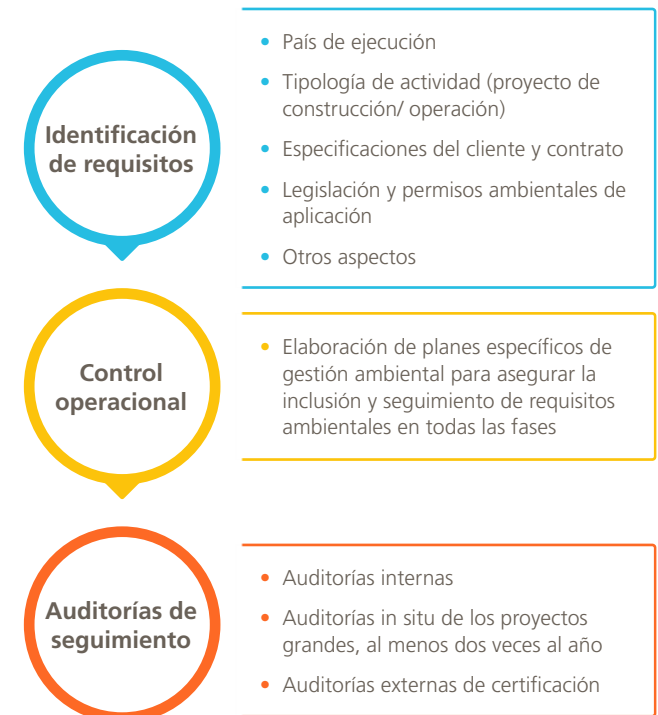 Identificación
de requisitos
• País de ejecución
• Tipología de actividad (proyecto de
construcción/ operación)
• Especificaciones del cliente y contrato
• Legislación y permisos ambientales de
aplicación
• Otros aspectos
Control
operacional
• Elaboración de planes específicos de
gestión ambiental para asegurar la
inclusión y seguimiento de requisitos
ambientales en todas las fases
Auditorías de
seguimiento
• Auditorías internas
• Auditorías in situ de los proyectos
grandes, al menos dos veces al año
• Auditorías externas de certificación